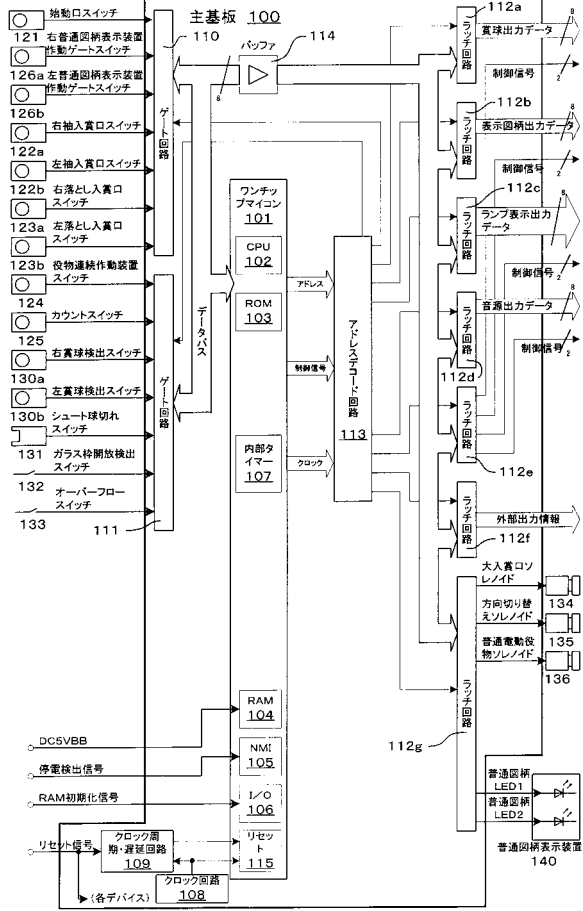 主基板 100
始動口スイッチ
121
右普通図柄表示装置
作動ゲートスイッチ
126a
左普通図柄表示装置
作動ゲートスイッチ
126b
右袖入賞口スイッチ
122a
左袖入賞口スイッチ
122b
右落とし入賞口
スイッチ
123a
左落とし入賞口
スイッチ
123b
役物連続作動装置
スイッチ
124
カウントスイッチ
125
右賞球検出スイッチ
130a
左賞球検出スイッチ
130b
シュート球切れ
スイッチ
131
ガラス枠開放検出
スイッチ
132
オーバーフロー
スイッチ
133
110
ゲート回路
ゲート回路
111
バッファ
114
8
データバス
ワンチッ
プマイコン
101
CPU
102
ROM
103
内部タ
イマー
107
RAM
104
NMI
105
I/O
106
リセット
115
アドレス
制御信号
クロック
アドレスデコード回路
113
DC5VBB
停電検出信号
RAM初期化信号
リセット信号
クロック周
期・遅延回路
109
クロック回路
108
(各デバイス)
112a
ラッチ回路
賞球出力データ
8
制御信号
2
112b
ラッチ回路
表示図柄出力データ
8
制御信号
2
112c
ラッチ回路
ランプ表示出力
データ
8
制御信号
2
ラッチ回路
112d
音源出力データ
8
制御信号
2
ラッチ回路
112e
ラッチ回路
112f
外部出力情報
ラッチ回路
112g
大入賞口ソ
レノイド
134
方向切り替
えソレノイド
135
普通電動役
物ソレノイド
136
普通図柄
LED1
普通図柄
LED2
普通図柄表示装置
140